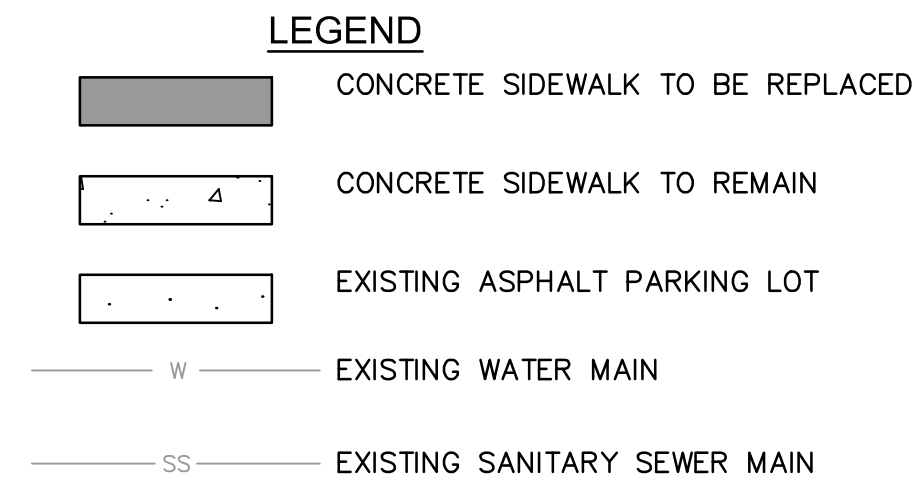 LEGEND
CONCRETE SIDEWALK TO BE REPLACED
CONCRETE SIDEWALK TO REMAIN
EXISTING ASPHALT PARKING LOT
W EXISTING WATER MAIN
SS EXISTING SANITARY SEWER MAIN